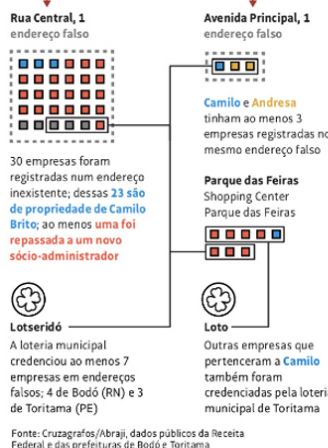 Rua Central, 1
endereço falso
30 empresas foram
registradas num endereço
inexistente; dessas 23 são
de propriedade de Camilo
Brito; ao menos uma foi
repassada a um novo
sócio-administrador
Avenida Principal, 1
endereço falso
Camilo e Andresa
tinham ao menos 3
empresas registradas no
mesmo endereço falso
Parque das Feiras
Shopping Center
Parque das Feiras
Lotseridó
A loteria municipal
credenciou ao menos 7
empresas em endereços
falsos; 4 de Bodó (RN) e 3
de Toritama (PE)
Loto
Outras empresas que
pertenceram a Camilo
também foram
credenciadas pela loteria
municipal de Toritama
Fonte: Cruzagrafos/Abraji, dados públicos da Receita
Federal e das prefeituras de Bodó e Toritama